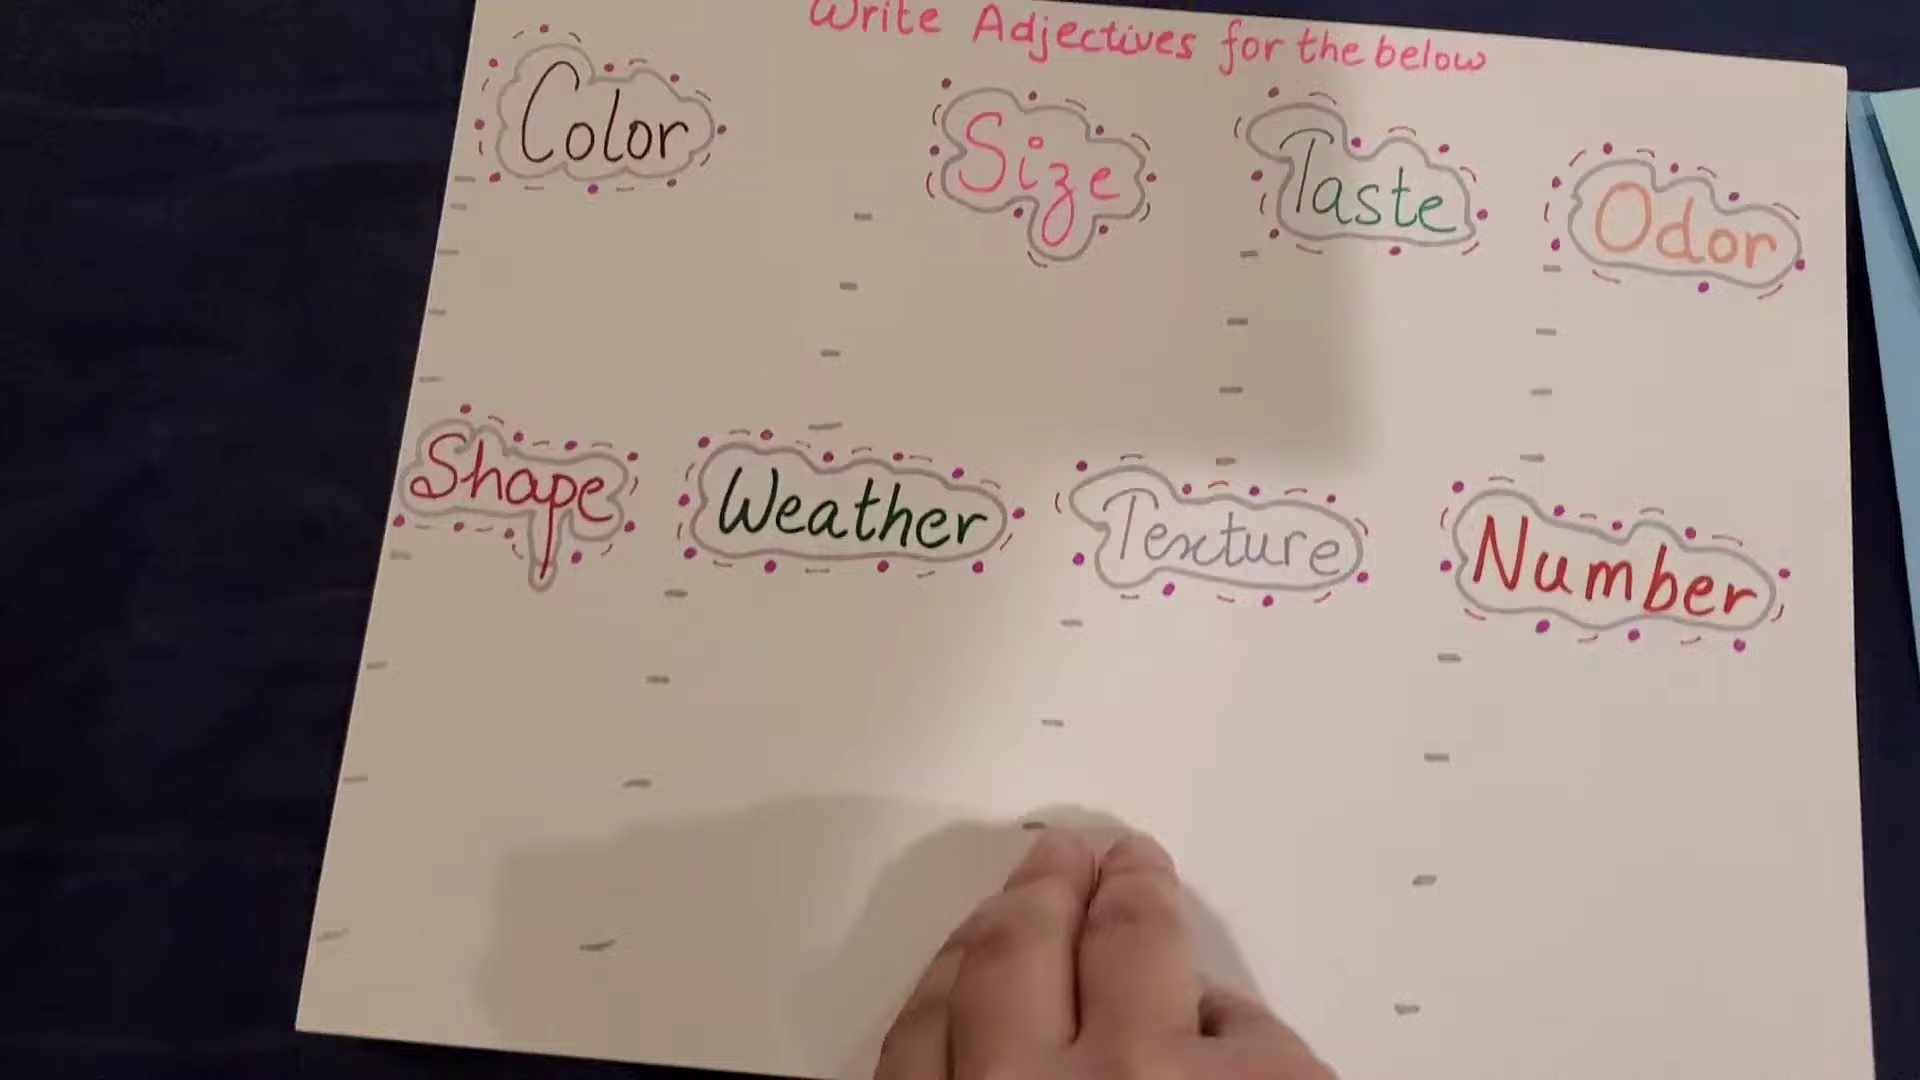 Write Adjectives for the below
Color
Size
Taste
Odor
Shape
Weather
Texture
Number